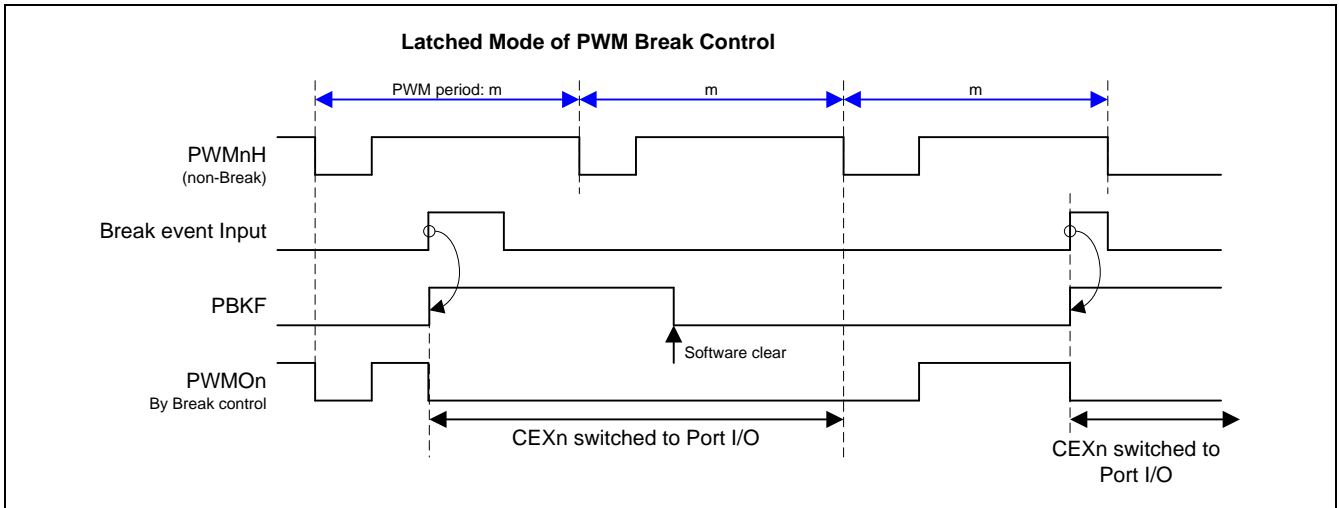 Latched Mode of PWM Break Control
PWM period: m
m
m
PWMnH
(non-Break)
Break event Input
PBKF
Software clear
PWMOn
By Break control
CEXn switched to Port I/O
CEXn switched to
Port I/O